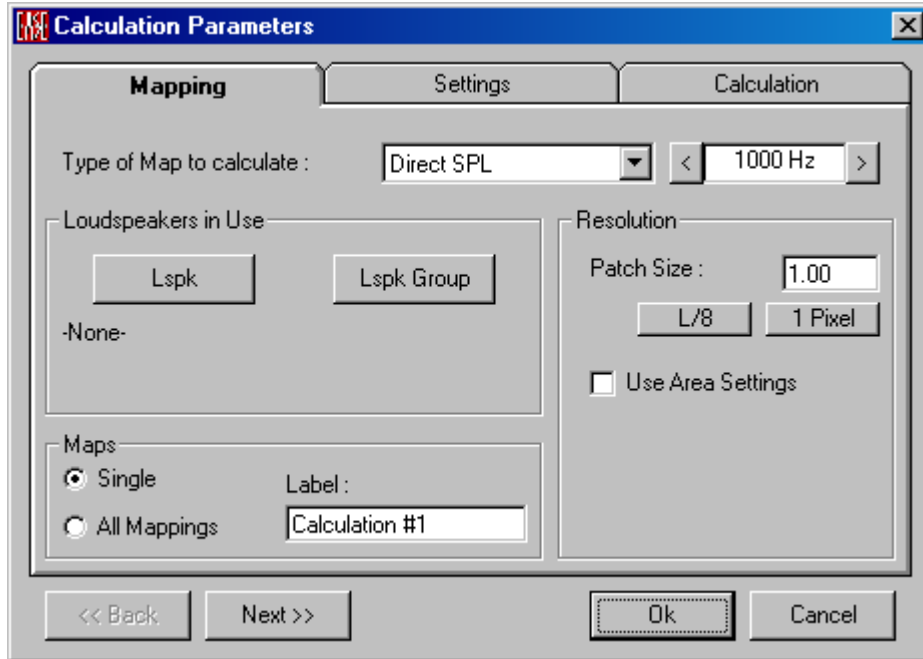 EASE Calculation Parameters
Mapping Settings Calculation
Type of Map to calculate : Direct SPL < 1000 Hz >
Loudspeakers in Use
Lspk Lspk Group
-None-
Resolution
Patch Size : 1.00
L/8 1 Pixel
Use Area Settings
Maps
Single
All Mappings
Label :
Calculation #1
<< Back Next >> Ok Cancel